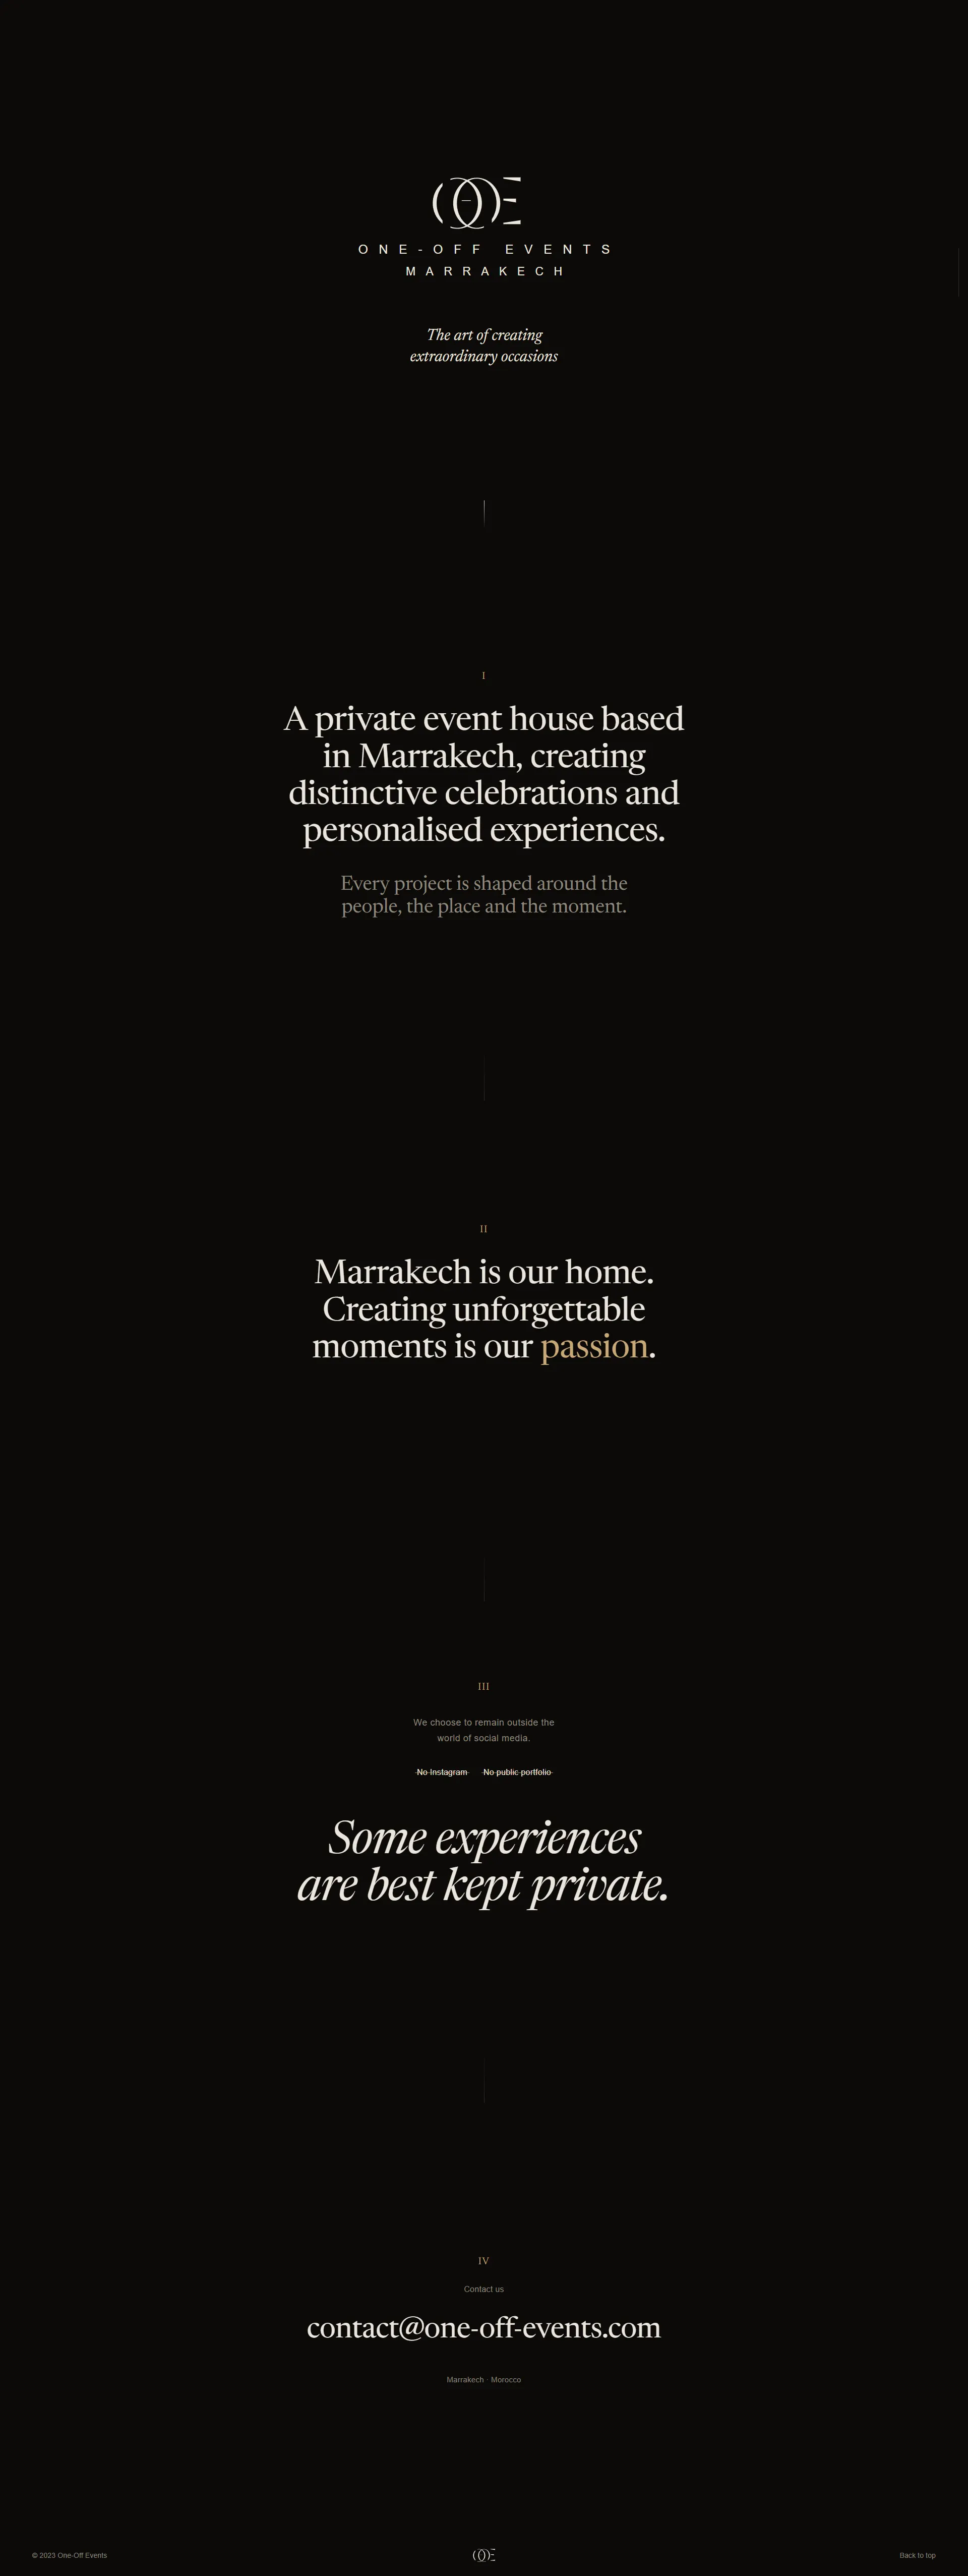 OOE
ONE-OFF EVENTS
MARRAKECH
The art of creating
extraordinary occasions
I
A private event house based
in Marrakech, creating
distinctive celebrations and
personalised experiences.
Every project is shaped around the
people, the place and the moment.
II
Marrakech is our home.
Creating unforgettable
moments is our passion.
III
We choose to remain outside the
world of social media.
No Instagram No public portfolio
Some experiences
are best kept private.
IV
Contact us
contact@one-off-events.com
Marrakech · Morocco
© 2023 One-Off Events OOE Back to top